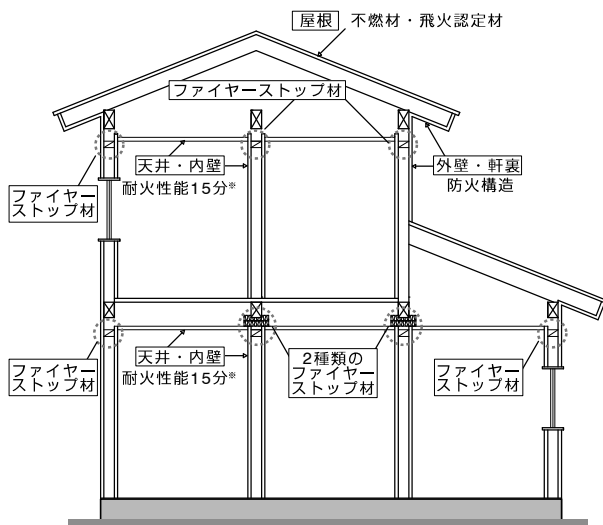 屋根 不燃材・飛火認定材
ファイヤーストップ材
天井・内壁
耐火性能15分※
外壁・軒裏
防火構造
ファイヤー
ストップ材
天井・内壁
耐火性能15分※
2種類の
ファイヤー
ストップ材
ファイヤー
ストップ材
ファイヤー
ストップ材